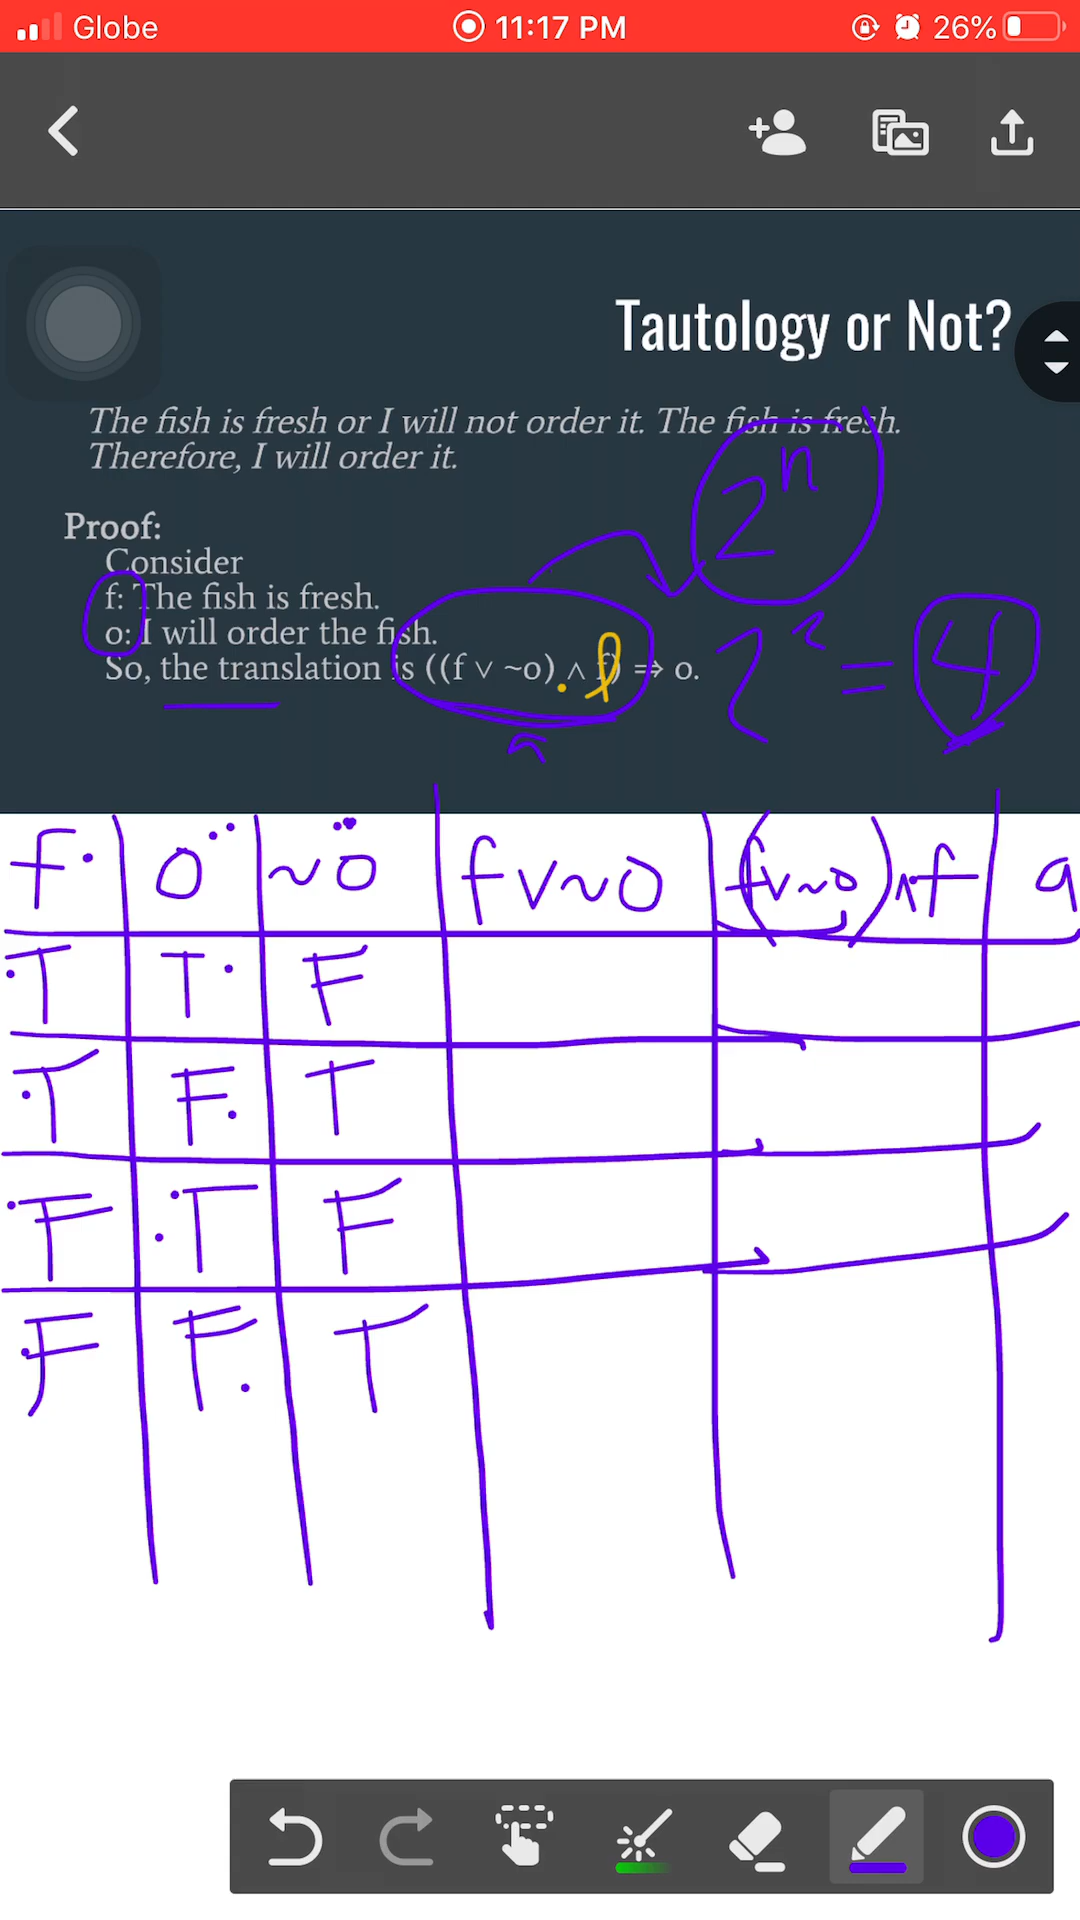 Globe 11:17 PM 26%
Tautology or Not?
The fish is fresh or I will not order it. The fish is fresh.
Therefore, I will order it.
2ⁿ
Proof:
Consider
f: The fish is fresh.
o: I will order the fish.
So, the translation is ((f ∨ ~o) ∧ f) ⇒ o.
2² = 4
f o ~o f∨~o (f∨~o)∧f
T T F
T F T
F T F
F F T